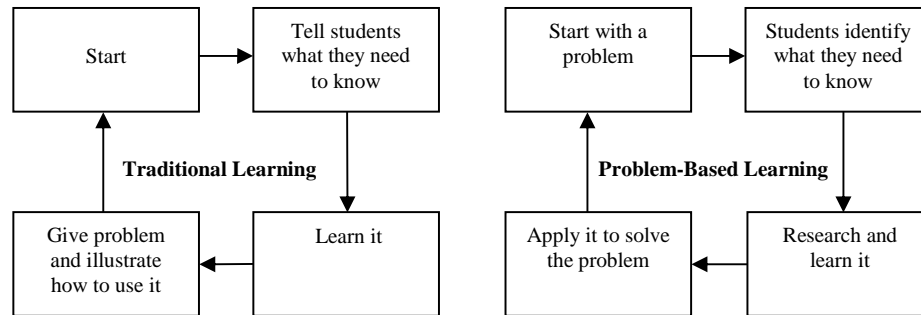 Start
Tell students
what they need
to know
Traditional Learning
Give problem
and illustrate
how to use it
Learn it
Start with a
problem
Students identify
what they need
to know
Problem-Based Learning
Apply it to solve
the problem
Research and
learn it